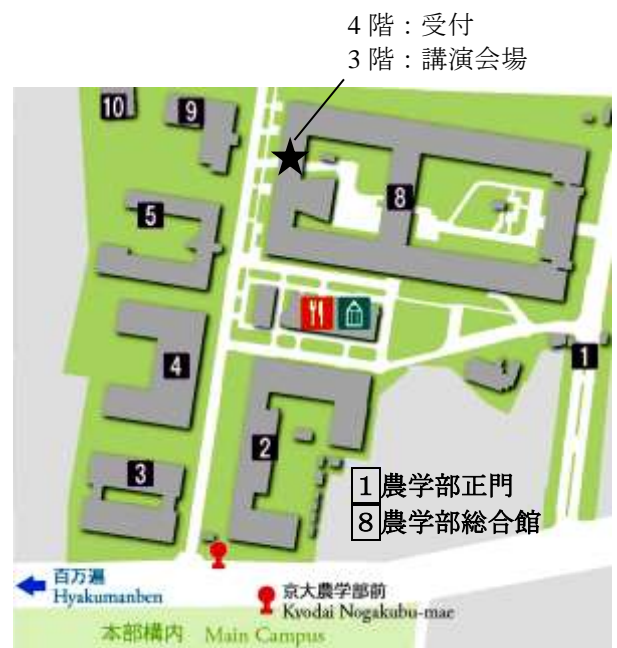 4 階：受付
3 階：講演会場
10
9
5
8
4
1
2
3
1 農学部正門
8 農学部総合館
百万遍
Hyakumanben
京大農学部前
Kyodai Nogakubu-mae
本部構内 Main Campus